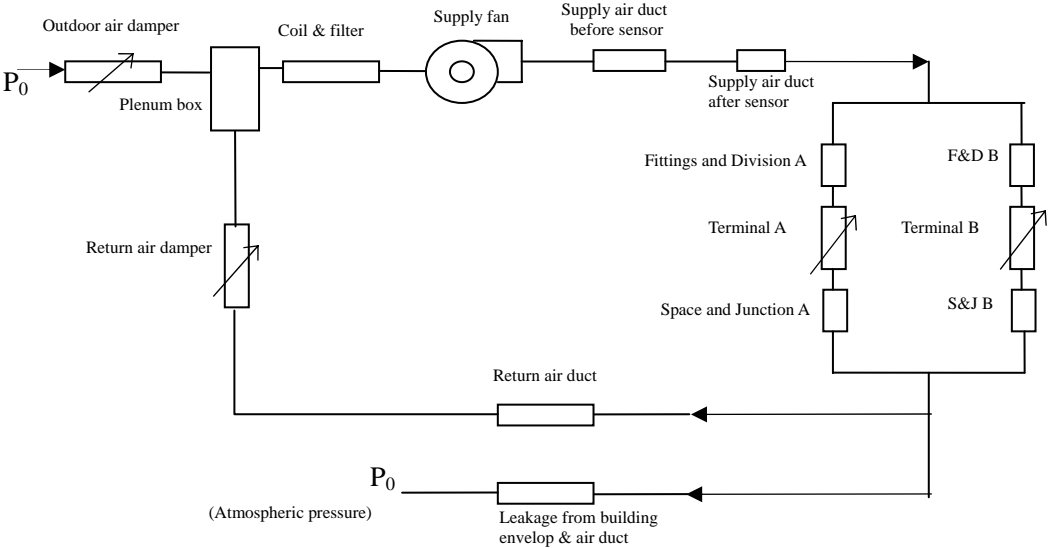 Outdoor air damper
Coil & filter
Supply fan
Supply air duct
before sensor
P0
Plenum box
Supply air duct
after sensor
Fittings and Division A
F&D B
Return air damper
Terminal A
Terminal B
Space and Junction A
S&J B
Return air duct
P0
(Atmospheric pressure)
Leakage from building
envelop & air duct